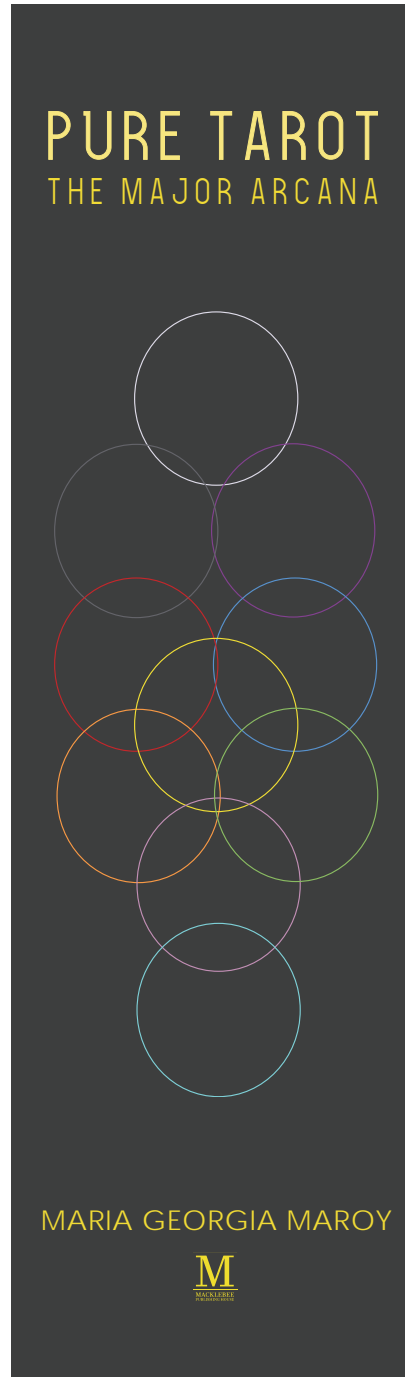 PURE TAROT
THE MAJOR ARCANA
MARIA GEORGIA MAROY
M
MACKLEBEE
PUBLISHING HOUSE